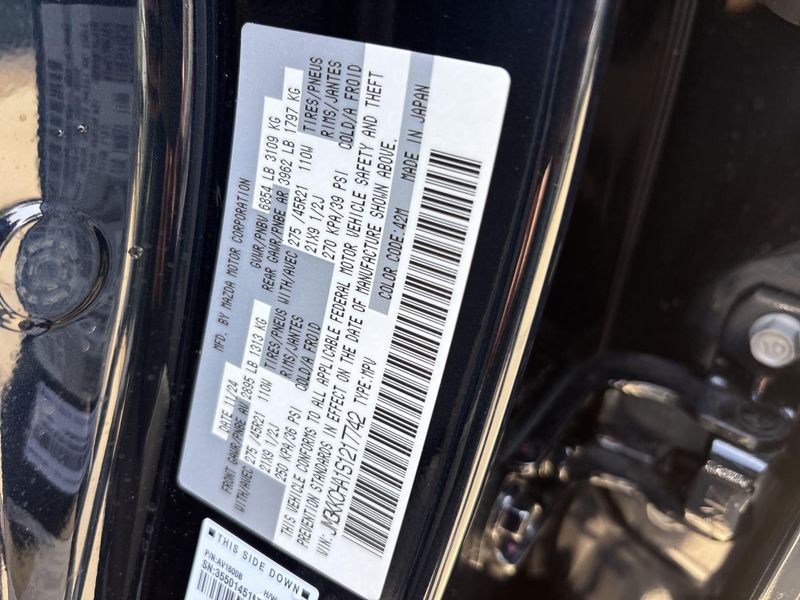 MFD. BY MAZDA MOTOR CORPORATION
DATE 11/24 GVWR/PNBV 6854 LB 3109 KG
FRONT GAWR/PNBE AV 2895 LB 1313 KG REAR GAWR/PNBE AR 3962 LB 1797 KG
WITH/AVEC 275 /45R21 110W TIRES/PNEUS WITH/AVEC 275 /45R21 110W TIRES/PNEUS
21X9 1/2J RIMS/JANTES 21X9 1/2J RIMS/JANTES
250 KPA/36 PSI COLD/A FROID 270 KPA/39 PSI COLD/A FROID
THIS VEHICLE CONFORMS TO ALL APPLICABLE FEDERAL MOTOR VEHICLE SAFETY AND THEFT
PREVENTION STANDARDS IN EFFECT ON THE DATE OF MANUFACTURE SHOWN ABOVE.
VIN: TYPE:MPV COLOR CODE:42M MADE IN JAPAN
THIS SIDE DOWN
P/N:AV1600B